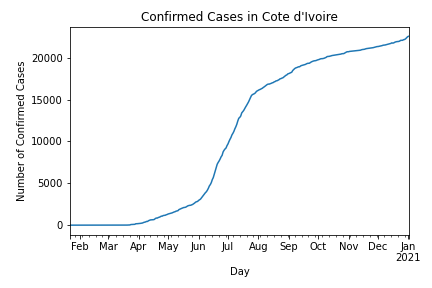 Confirmed Cases in Cote d'Ivoire
Number of Confirmed Cases
20000
15000
10000
5000
0
Feb Mar Apr May Jun Jul Aug Sep Oct Nov Dec Jan
2021
Day